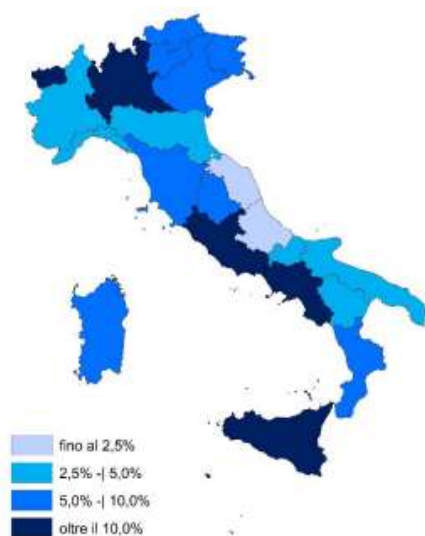 fino al 2,5%
2,5% -| 5,0%
5,0% -| 10,0%
oltre il 10,0%